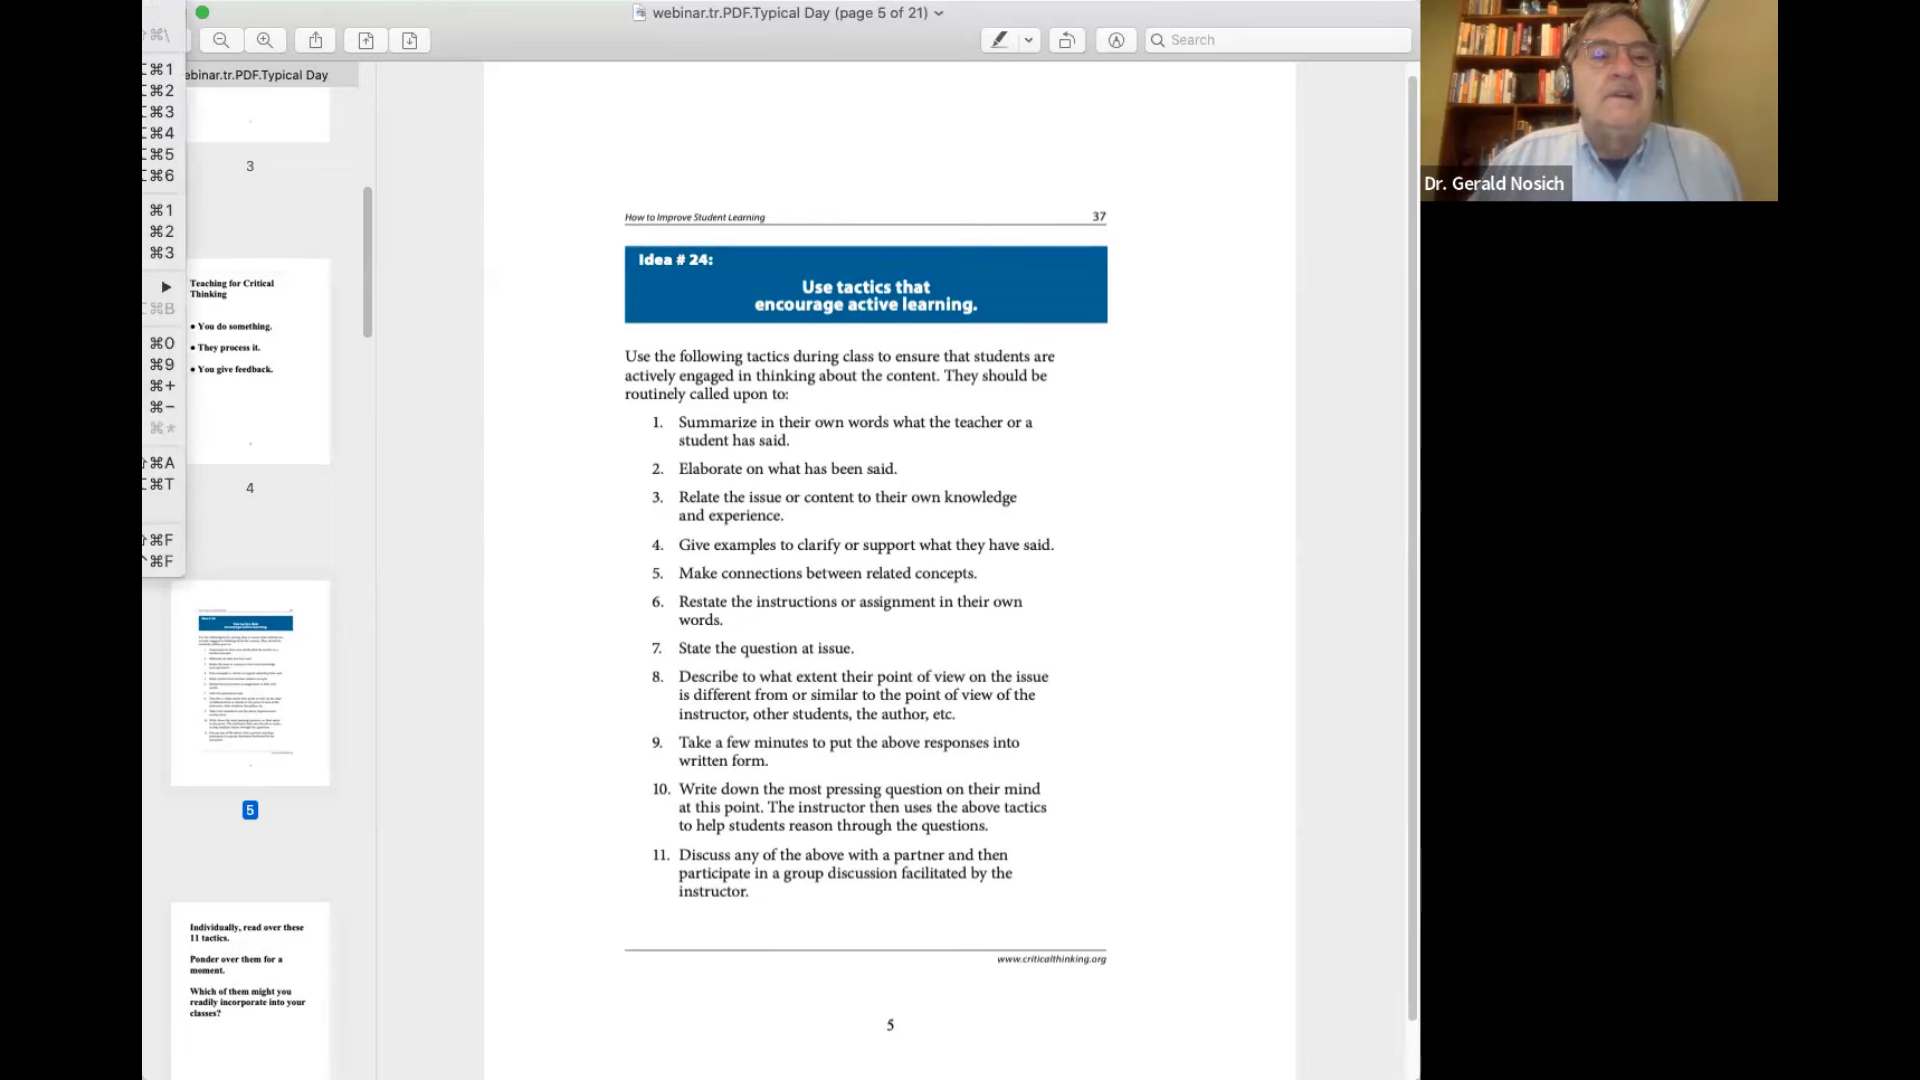 webinar.tr.PDF.Typical Day (page 5 of 21)
Search
ebinar.tr.PDF.Typical Day
⌘\
⌘1
⌘2
⌘3
⌘4
⌘5
⌘6
⌘1
⌘2
⌘3
⌘B
⌘0
⌘9
⌘+
⌘−
⌘*
⌘A
⌘T
⌘F
⌘F
3
Teaching for Critical
Thinking
• You do something.
• They process it.
• You give feedback.
4
5
Individually, read over these
11 tactics.
Ponder over them for a
moment.
Which of them might you
readily incorporate into your
classes?
How to Improve Student Learning 37
Idea # 24:
Use tactics that
encourage active learning.
Use the following tactics during class to ensure that students are
actively engaged in thinking about the content. They should be
routinely called upon to:
1. Summarize in their own words what the teacher or a
student has said.
2. Elaborate on what has been said.
3. Relate the issue or content to their own knowledge
and experience.
4. Give examples to clarify or support what they have said.
5. Make connections between related concepts.
6. Restate the instructions or assignment in their own
words.
7. State the question at issue.
8. Describe to what extent their point of view on the issue
is different from or similar to the point of view of the
instructor, other students, the author, etc.
9. Take a few minutes to put the above responses into
written form.
10. Write down the most pressing question on their mind
at this point. The instructor then uses the above tactics
to help students reason through the questions.
11. Discuss any of the above with a partner and then
participate in a group discussion facilitated by the
instructor.
www.criticalthinking.org
5
Dr. Gerald Nosich